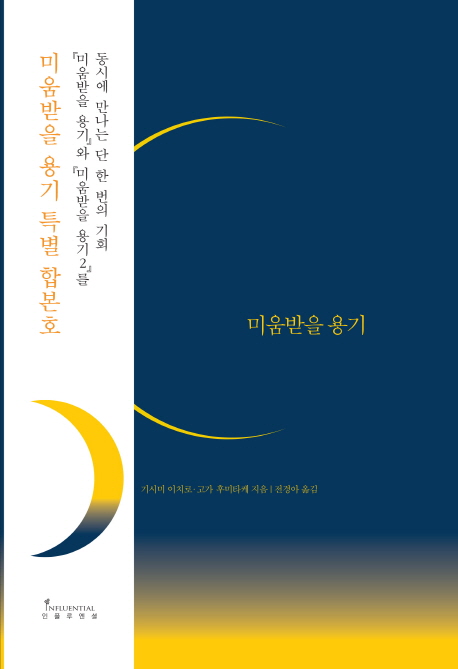 미움받을 용기 특별 합본호
『미움받을 용기』와 『미움받을 용기 2』를
동시에 만나는 단 한 번의 기회
미움받을 용기
기시미 이치로·고가 후미타케 지음 | 전경아 옮김
INFLUENTIAL
인플루엔셜